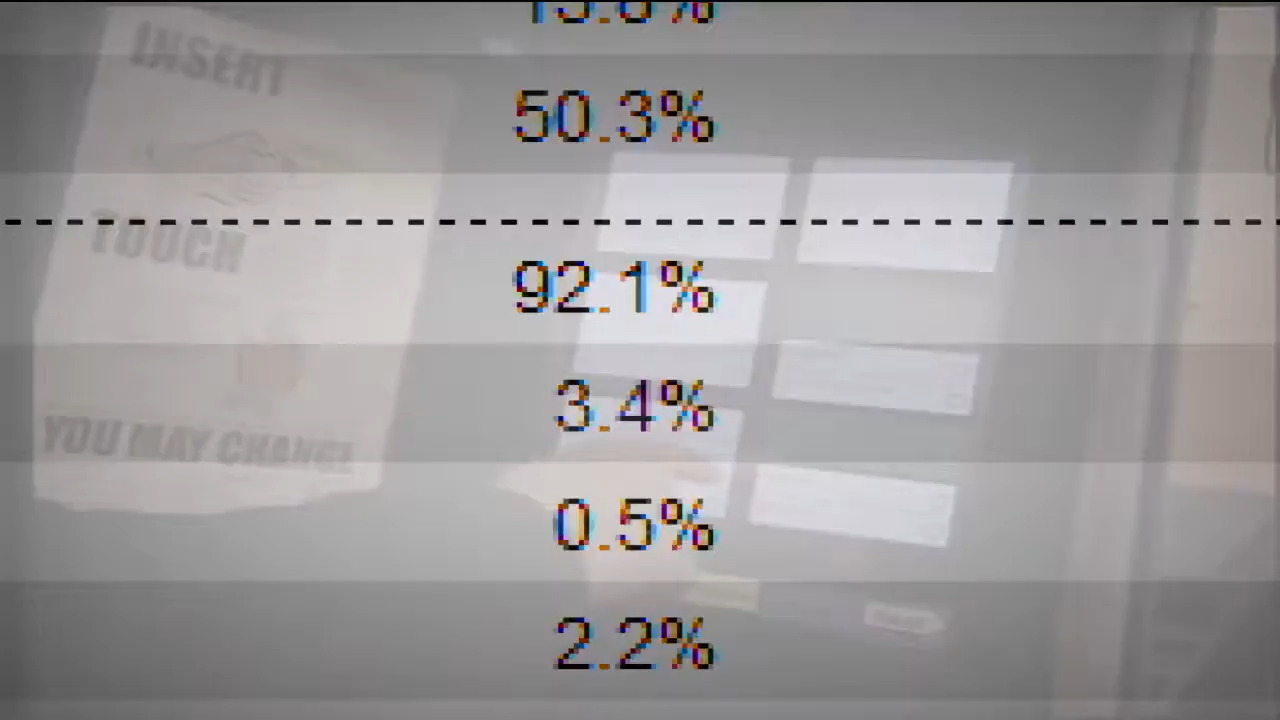 INSERT
50.3%
TOUCH
92.1%
3.4%
YOU MAY CHANGE
0.5%
2.2%